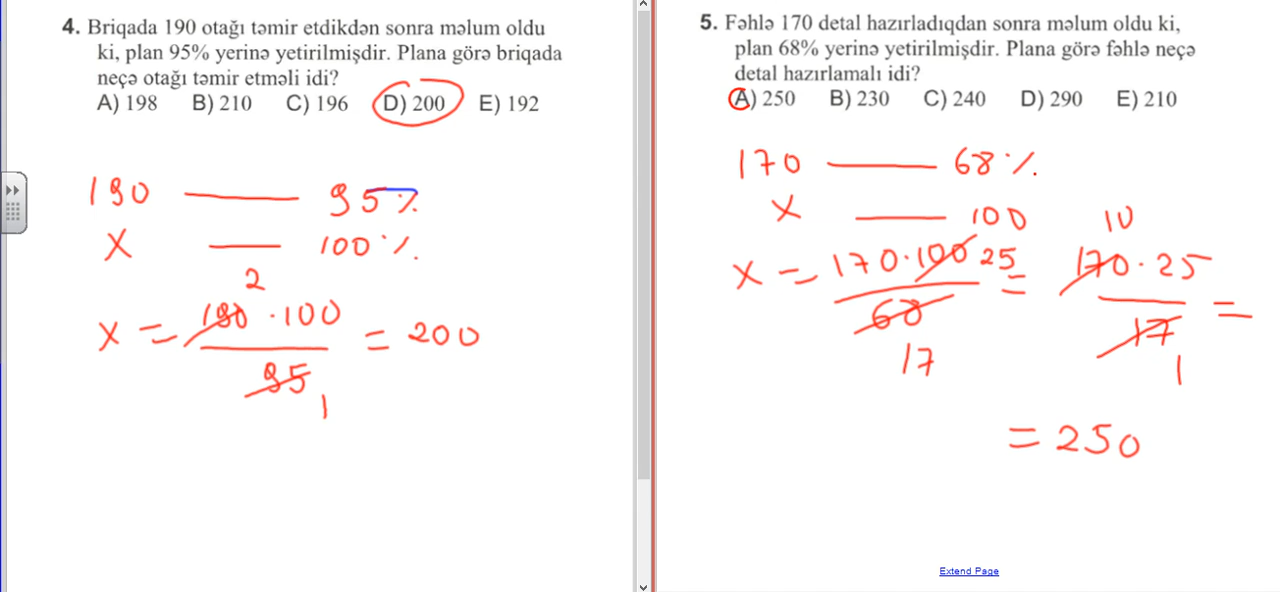 4. Briqada 190 otağı təmir etdikdən sonra məlum oldu
ki, plan 95% yerinə yetirilmişdir. Plana görə briqada
neçə otağı təmir etməli idi?
A) 198 B) 210 C) 196 D) 200 E) 192
190 — 95%
x — 100%
2
x = 190 · 100 = 200
95
1
5. Fəhlə 170 detal hazırladıqdan sonra məlum oldu ki,
plan 68% yerinə yetirilmişdir. Plana görə fəhlə neçə
detal hazırlamalı idi?
A) 250 B) 230 C) 240 D) 290 E) 210
170 — 68%
x — 100
10
x = 170 · 100 25 = 170 · 25 =
68 17
17 1
= 250
Extend Page